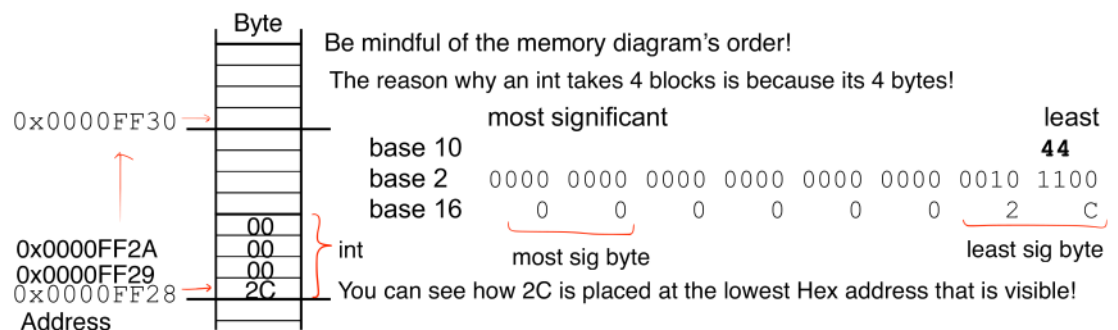 Byte
Be mindful of the memory diagram's order!
The reason why an int takes 4 blocks is because its 4 bytes!
0x0000FF30
most significant least
base 10 44
base 2 0000 0000 0000 0000 0000 0000 0010 1100
base 16 0 0 0 0 0 0 2 C
most sig byte least sig byte
00
0x0000FF2A 00 int
0x0000FF29 00
0x0000FF28 2C You can see how 2C is placed at the lowest Hex address that is visible!
Address